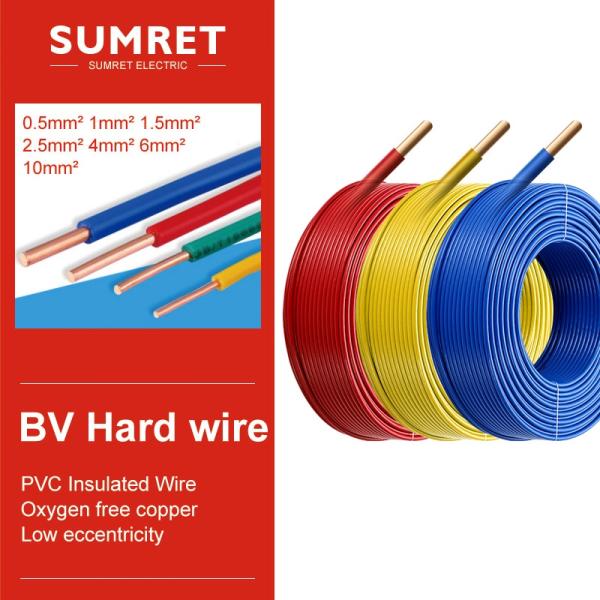 SUMRET
SUMRET ELECTRIC
0.5mm² 1mm² 1.5mm²
2.5mm² 4mm² 6mm²
10mm²
BV Hard wire
PVC Insulated Wire
Oxygen free copper
Low eccentricity